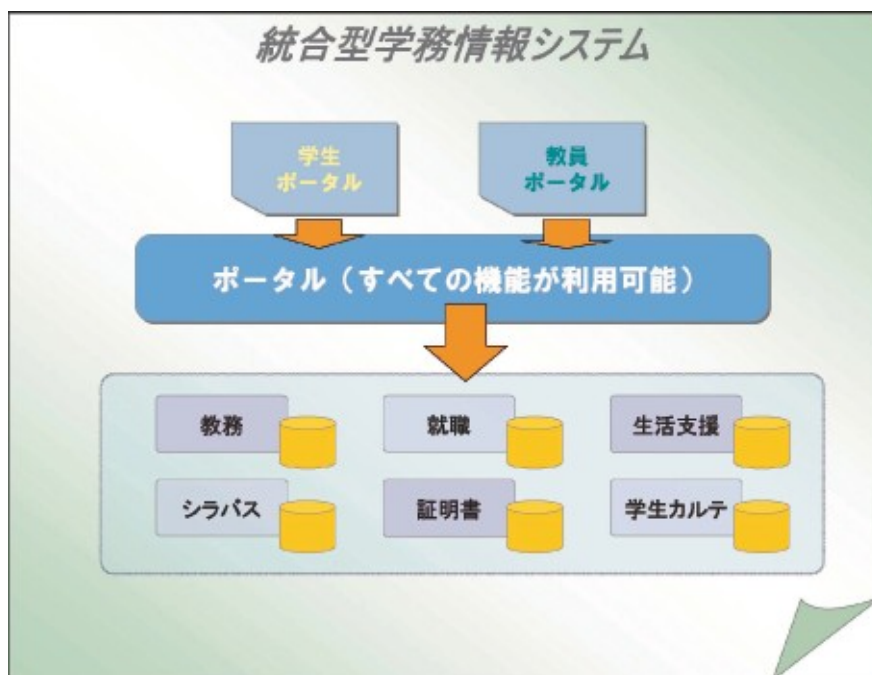 統合型学務情報システム
学生
ポータル
教員
ポータル
ポータル（すべての機能が利用可能）
教務
就職
生活支援
シラバス
証明書
学生カルテ